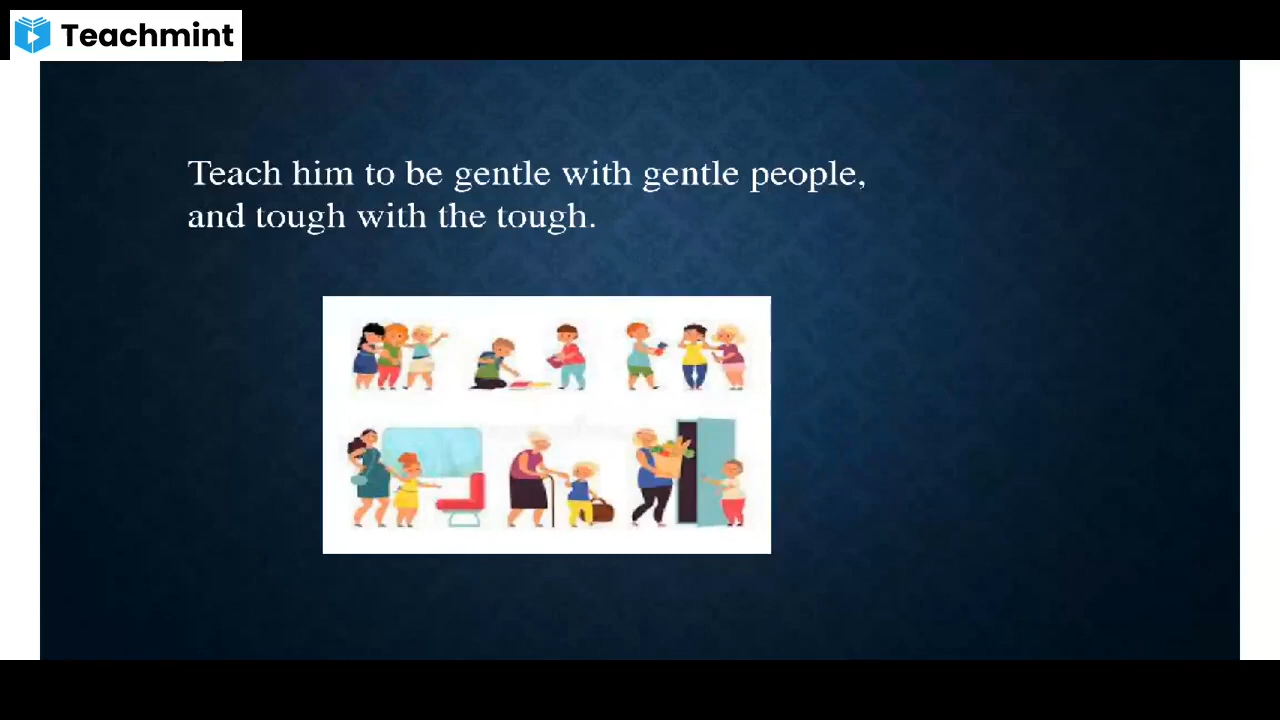 Teachmint
Teach him to be gentle with gentle people,
and tough with the tough.